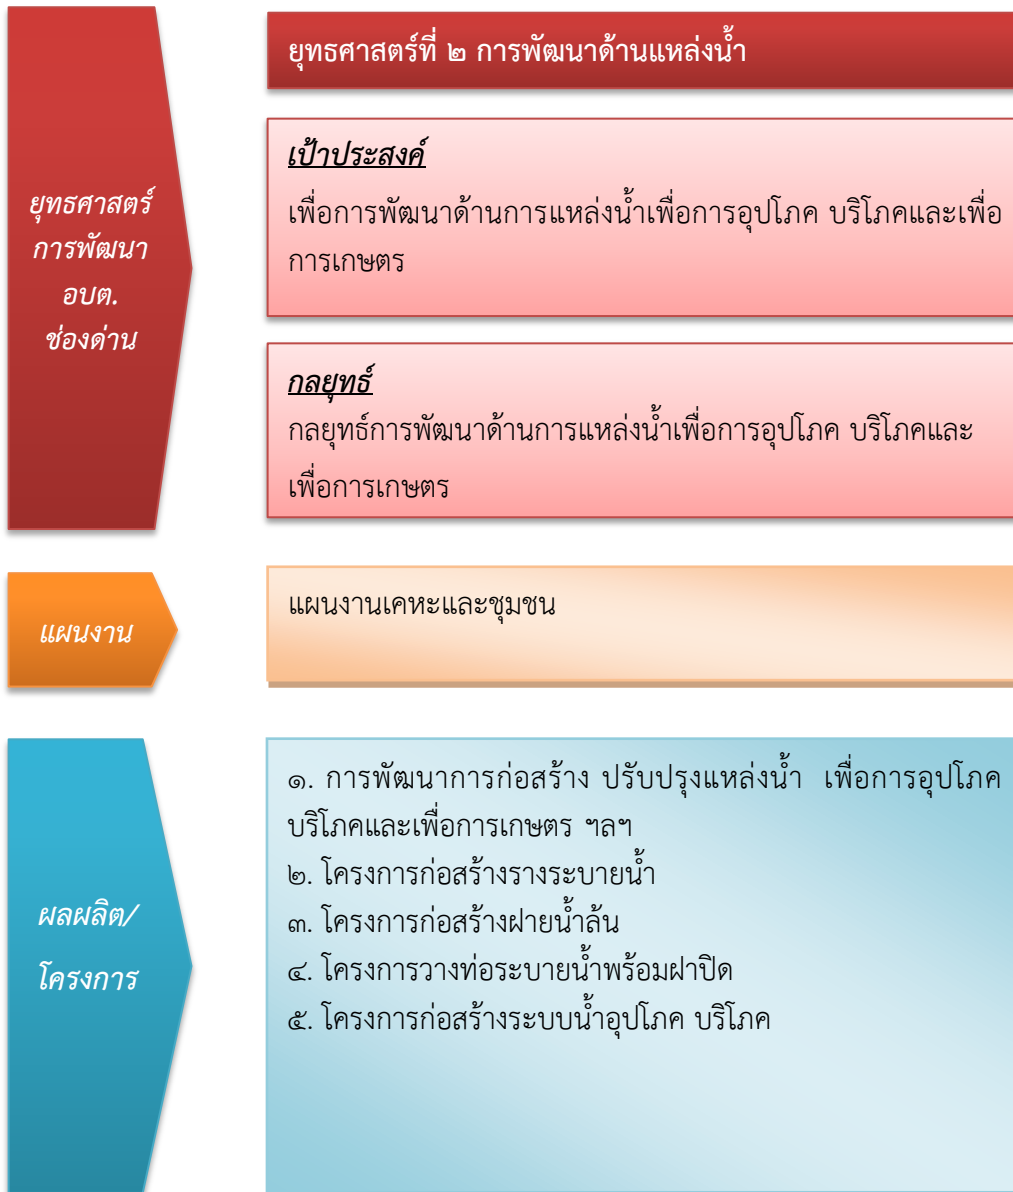 ยุทธศาสตร์
การพัฒนา
อบต.
ช่องด่าน
ยุทธศาสตร์ที่ ๒ การพัฒนาด้านแหล่งน้ำ
เป้าประสงค์
เพื่อการพัฒนาด้านการแหล่งน้ำเพื่อการอุปโภค บริโภคและเพื่อ
การเกษตร
กลยุทธ์
กลยุทธ์การพัฒนาด้านการแหล่งน้ำเพื่อการอุปโภค บริโภคและ
เพื่อการเกษตร
แผนงาน
แผนงานเคหะและชุมชน
ผลผลิต/
โครงการ
๑. การพัฒนาการก่อสร้าง ปรับปรุงแหล่งน้ำ เพื่อการอุปโภค
บริโภคและเพื่อการเกษตร ฯลฯ
๒. โครงการก่อสร้างรางระบายน้ำ
๓. โครงการก่อสร้างฝายน้ำล้น
๔. โครงการวางท่อระบายน้ำพร้อมฝาปิด
๕. โครงการก่อสร้างระบบน้ำอุปโภค บริโภค